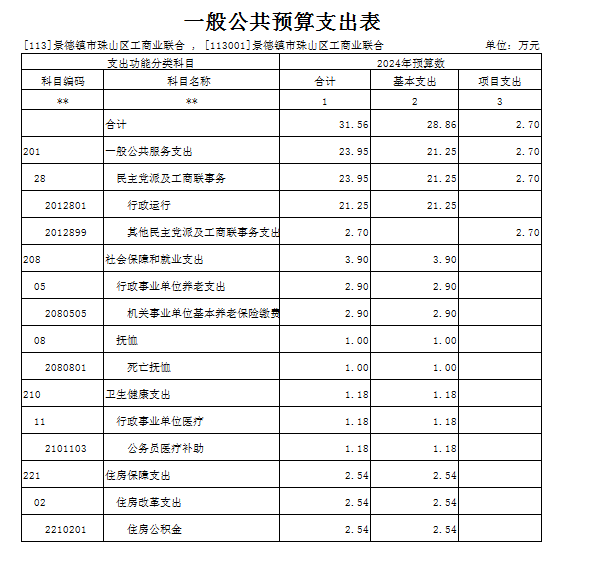 一般公共预算支出表
[113]景德镇市珠山区工商业联合 , [113001]景德镇市珠山区工商业联合 单位: 万元
支出功能分类科目 2024年预算数
科目编码 科目名称 合计 基本支出 项目支出
** ** 1 2 3
合计 31.56 28.86 2.70
201 一般公共服务支出 23.95 21.25 2.70
28 民主党派及工商联事务 23.95 21.25 2.70
2012801 行政运行 21.25 21.25
2012899 其他民主党派及工商联事务支出 2.70 2.70
208 社会保障和就业支出 3.90 3.90
05 行政事业单位养老支出 2.90 2.90
2080505 机关事业单位基本养老保险缴费 2.90 2.90
08 抚恤 1.00 1.00
2080801 死亡抚恤 1.00 1.00
210 卫生健康支出 1.18 1.18
11 行政事业单位医疗 1.18 1.18
2101103 公务员医疗补助 1.18 1.18
221 住房保障支出 2.54 2.54
02 住房改革支出 2.54 2.54
2210201 住房公积金 2.54 2.54